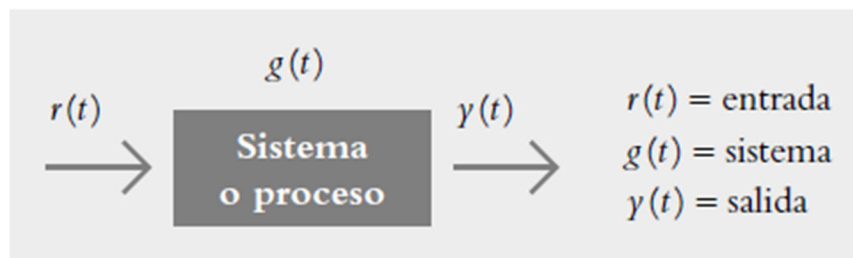 g(t)
r(t)
Sistema
o proceso
y(t)
r(t) = entrada
g(t) = sistema
y(t) = salida